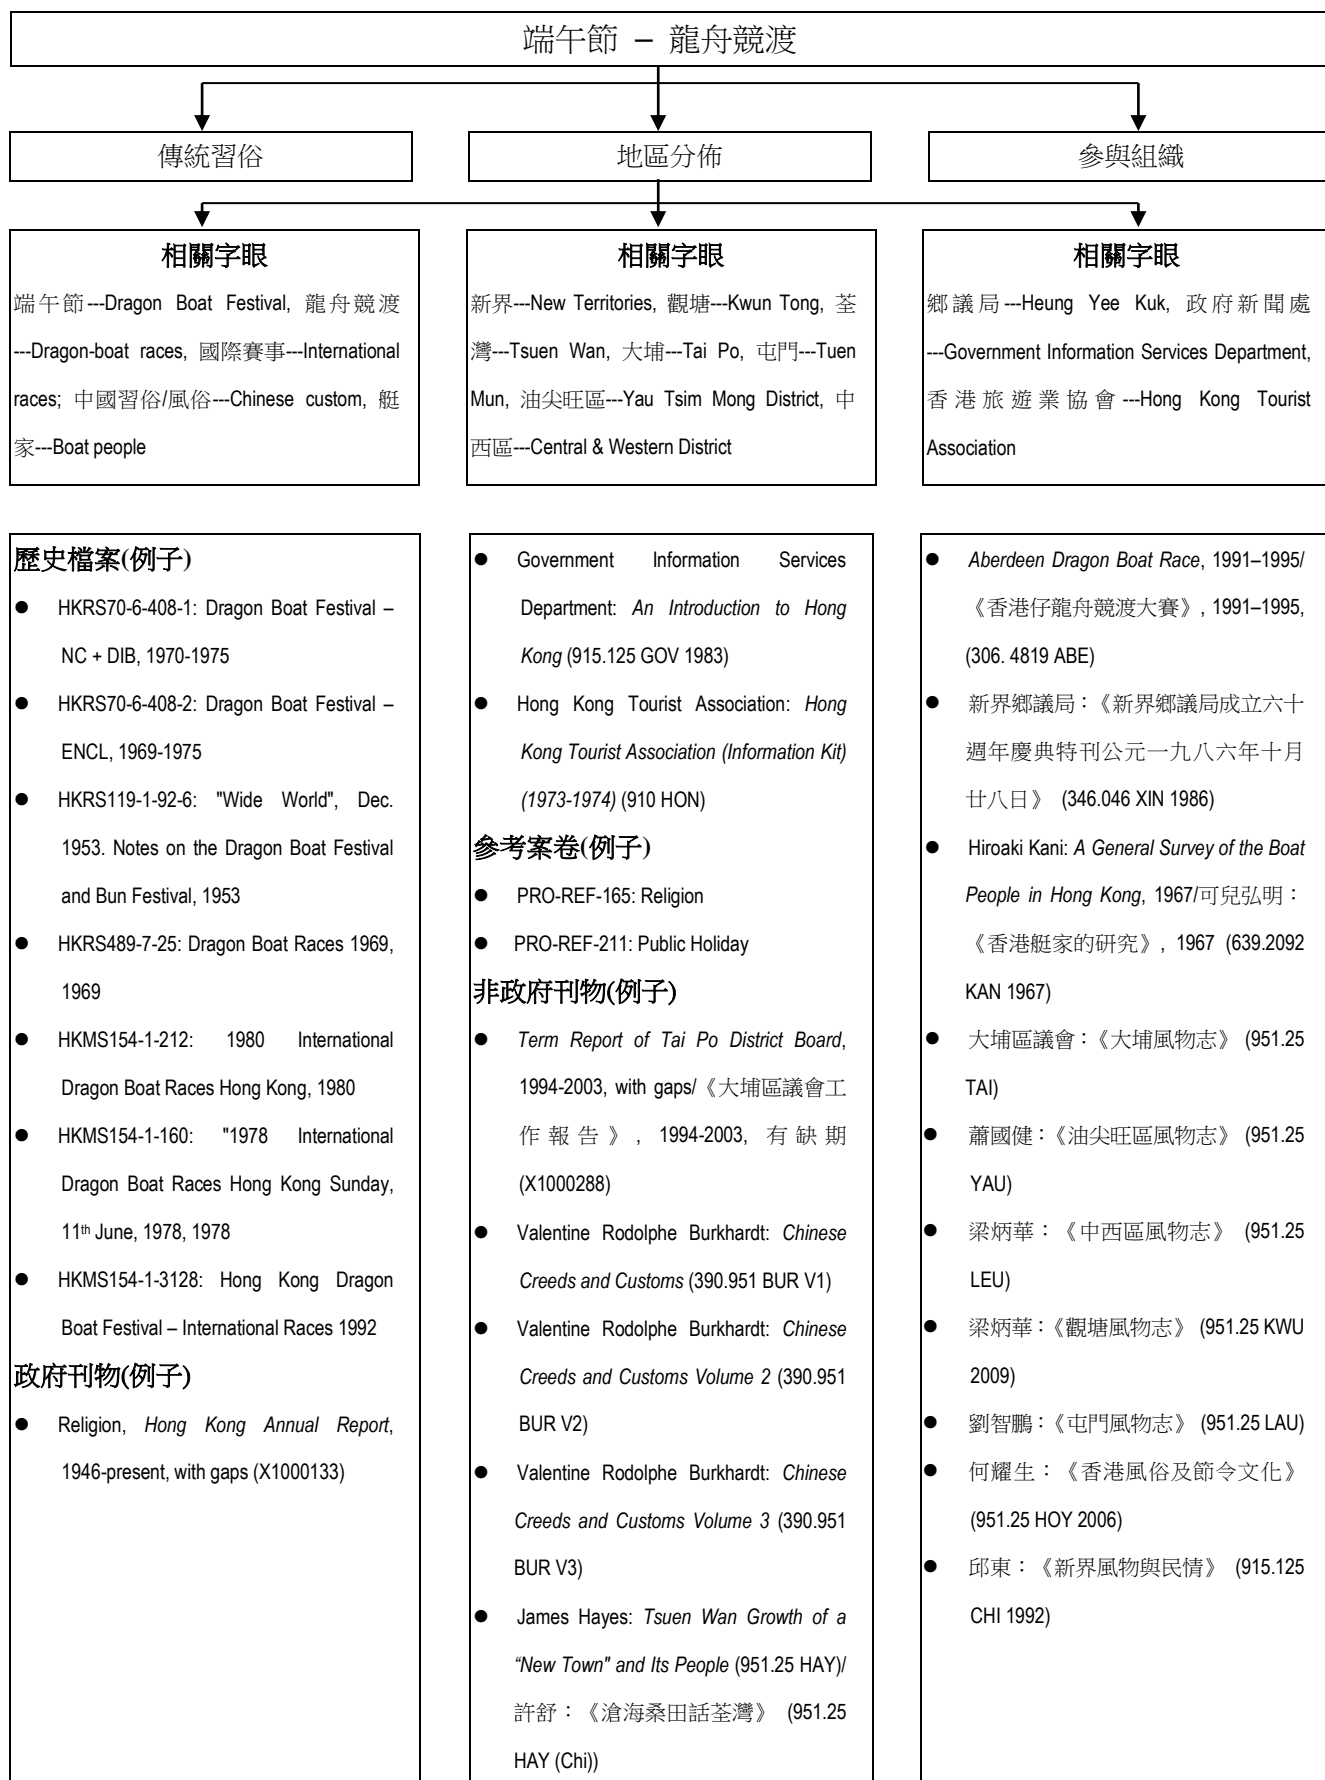 端午節 – 龍舟競渡
傳統習俗
地區分佈
參與組織
相關字眼
端午節---Dragon Boat Festival, 龍舟競渡
---Dragon-boat races, 國際賽事---International
races; 中國習俗/風俗---Chinese custom, 艇
家---Boat people
相關字眼
新界---New Territories, 觀塘---Kwun Tong, 荃
灣---Tsuen Wan, 大埔---Tai Po, 屯門---Tuen
Mun, 油尖旺區---Yau Tsim Mong District, 中
西區---Central & Western District
相關字眼
鄉議局---Heung Yee Kuk, 政府新聞處
---Government Information Services Department,
香港旅遊業協會---Hong Kong Tourist
Association
歷史檔案(例子)
● HKRS70-6-408-1: Dragon Boat Festival –
NC + DIB, 1970-1975
● HKRS70-6-408-2: Dragon Boat Festival –
ENCL, 1969-1975
● HKRS119-1-92-6: "Wide World", Dec.
1953. Notes on the Dragon Boat Festival
and Bun Festival, 1953
● HKRS489-7-25: Dragon Boat Races 1969,
1969
● HKMS154-1-212: 1980 International
Dragon Boat Races Hong Kong, 1980
● HKMS154-1-160: "1978 International
Dragon Boat Races Hong Kong Sunday,
11th June, 1978, 1978
● HKMS154-1-3128: Hong Kong Dragon
Boat Festival – International Races 1992
政府刊物(例子)
● Religion, Hong Kong Annual Report,
1946-present, with gaps (X1000133)
● Government Information Services
Department: An Introduction to Hong
Kong (915.125 GOV 1983)
● Hong Kong Tourist Association: Hong
Kong Tourist Association (Information Kit)
(1973-1974) (910 HON)
參考案卷(例子)
● PRO-REF-165: Religion
● PRO-REF-211: Public Holiday
非政府刊物(例子)
● Term Report of Tai Po District Board,
1994-2003, with gaps/《大埔區議會工
作報告》, 1994-2003, 有缺期
(X1000288)
● Valentine Rodolphe Burkhardt: Chinese
Creeds and Customs (390.951 BUR V1)
● Valentine Rodolphe Burkhardt: Chinese
Creeds and Customs Volume 2 (390.951
BUR V2)
● Valentine Rodolphe Burkhardt: Chinese
Creeds and Customs Volume 3 (390.951
BUR V3)
● James Hayes: Tsuen Wan Growth of a
“New Town" and Its People (951.25 HAY)/
許舒：《滄海桑田話荃灣》 (951.25
HAY (Chi))
● Aberdeen Dragon Boat Race, 1991–1995/
《香港仔龍舟競渡大賽》, 1991–1995,
(306. 4819 ABE)
● 新界鄉議局：《新界鄉議局成立六十
週年慶典特刊公元一九八六年十月
廿八日》 (346.046 XIN 1986)
● Hiroaki Kani: A General Survey of the Boat
People in Hong Kong, 1967/可兒弘明：
《香港艇家的研究》, 1967 (639.2092
KAN 1967)
● 大埔區議會：《大埔風物志》 (951.25
TAI)
● 蕭國健：《油尖旺區風物志》 (951.25
YAU)
● 梁炳華：《中西區風物志》 (951.25
LEU)
● 梁炳華：《觀塘風物志》 (951.25 KWU
2009)
● 劉智鵬：《屯門風物志》 (951.25 LAU)
● 何耀生：《香港風俗及節令文化》
(951.25 HOY 2006)
● 邱東：《新界風物與民情》 (915.125
CHI 1992)